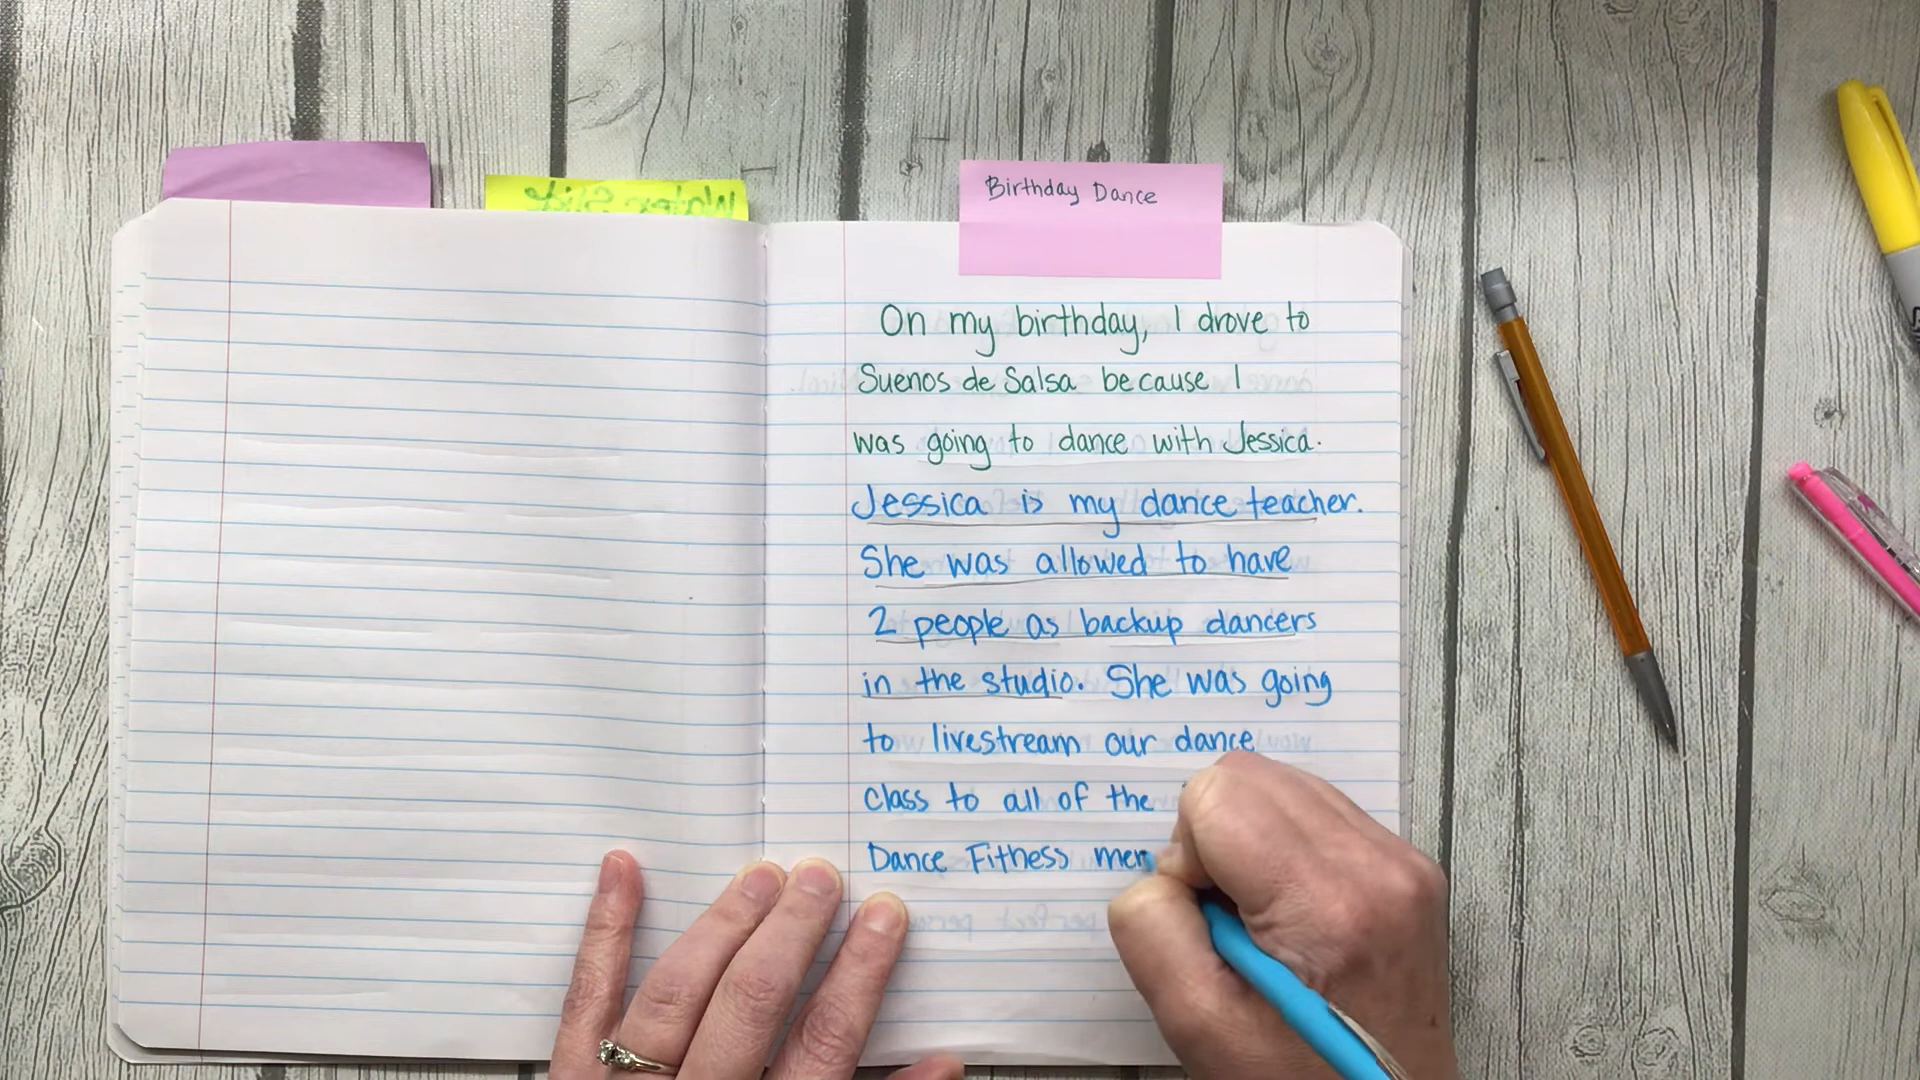 Water Slide
Birthday Dance
On my birthday, I drove to
Suenos de Salsa because I
was going to dance with Jessica.
Jessica is my dance teacher.
She was allowed to have
2 people as backup dancers
in the studio. She was going
to livestream our dance
class to all of the
Dance Fitness mem